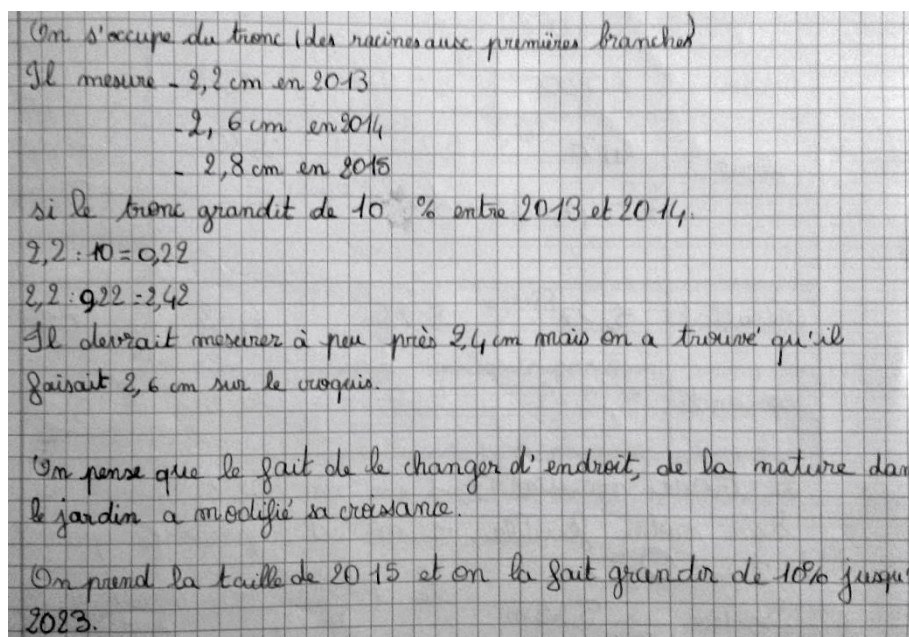 On s'occupe du tronc (des racines aux premières branches)
Il mesure - 2,2 cm en 2013
- 2, 6 cm en 2014
- 2,8 cm en 2015
si le tronc grandit de 10 % entre 2013 et 2014.
2,2 : 10 = 0,22
2,2 : 0,22 = 2,42
Il devrait mesurer à peu près 2,4 cm mais on a trouvé qu'il
faisait 2,6 cm sur le croquis.
On pense que le fait de le changer d'endroit, de la nature dan
le jardin a modifié sa croissance.
On prend la taille de 2015 et on la fait grandir de 10% jusqu'
2023.